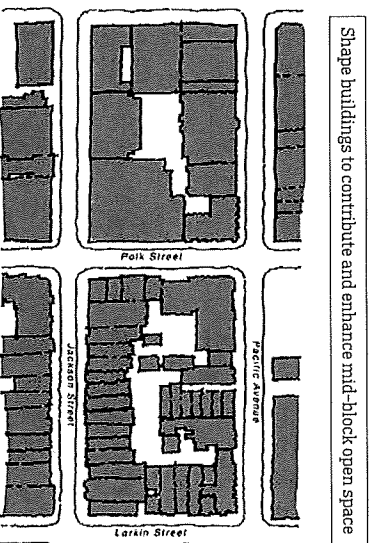 Shape buildings to contribute and enhance mid-block open space
Polk Street
Jackson Street
Pacific Avenue
Larkin Street